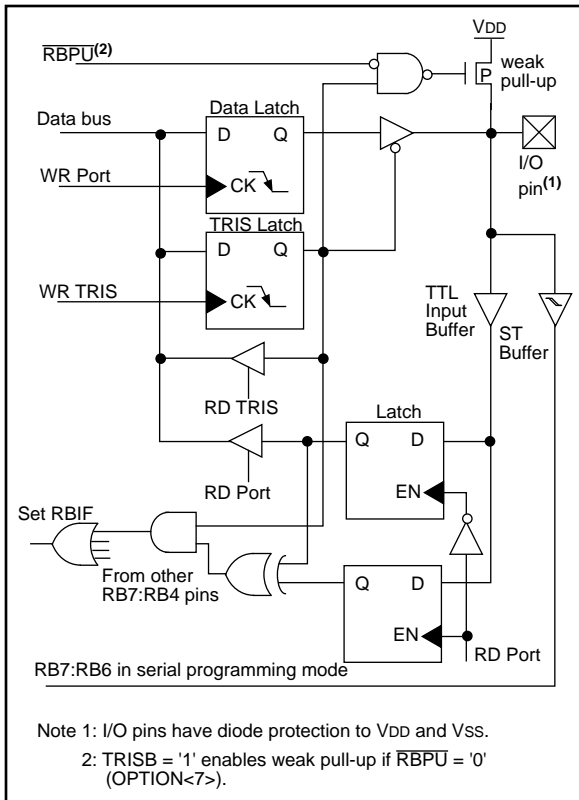 VDD
RBPU(2)
weak
pull-up
P
Data Latch
Data bus
D Q
I/O
pin(1)
WR Port
CK
TRIS Latch
D Q
WR TRIS
CK
TTL
Input
Buffer
ST
Buffer
RD TRIS
Latch
Q D
RD Port
EN
Set RBIF
From other
RB7:RB4 pins
Q D
EN
RD Port
RB7:RB6 in serial programming mode
Note 1: I/O pins have diode protection to VDD and VSS.
2: TRISB = '1' enables weak pull-up if RBPU = '0'
(OPTION<7>).